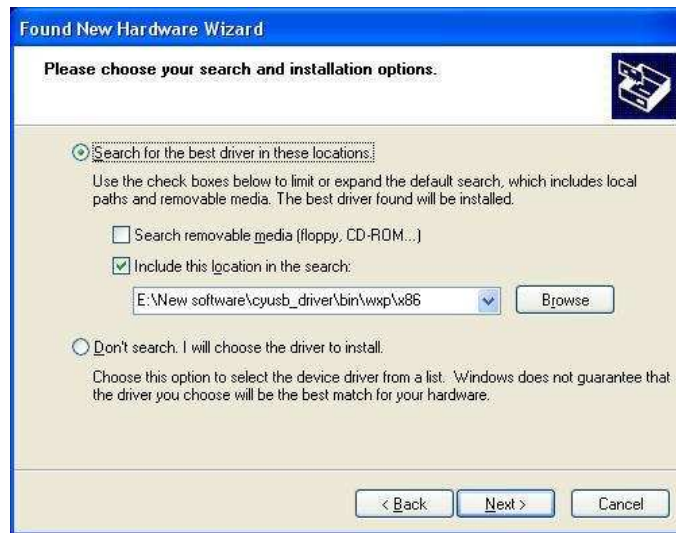 Found New Hardware Wizard
Please choose your search and installation options.
Search for the best driver in these locations.
Use the check boxes below to limit or expand the default search, which includes local
paths and removable media. The best driver found will be installed.
Search removable media (floppy, CD-ROM...)
Include this location in the search:
E:\New software\cyusb_driver\bin\wxp\x86
Browse
Don't search. I will choose the driver to install.
Choose this option to select the device driver from a list. Windows does not guarantee that
the driver you choose will be the best match for your hardware.
< Back
Next >
Cancel